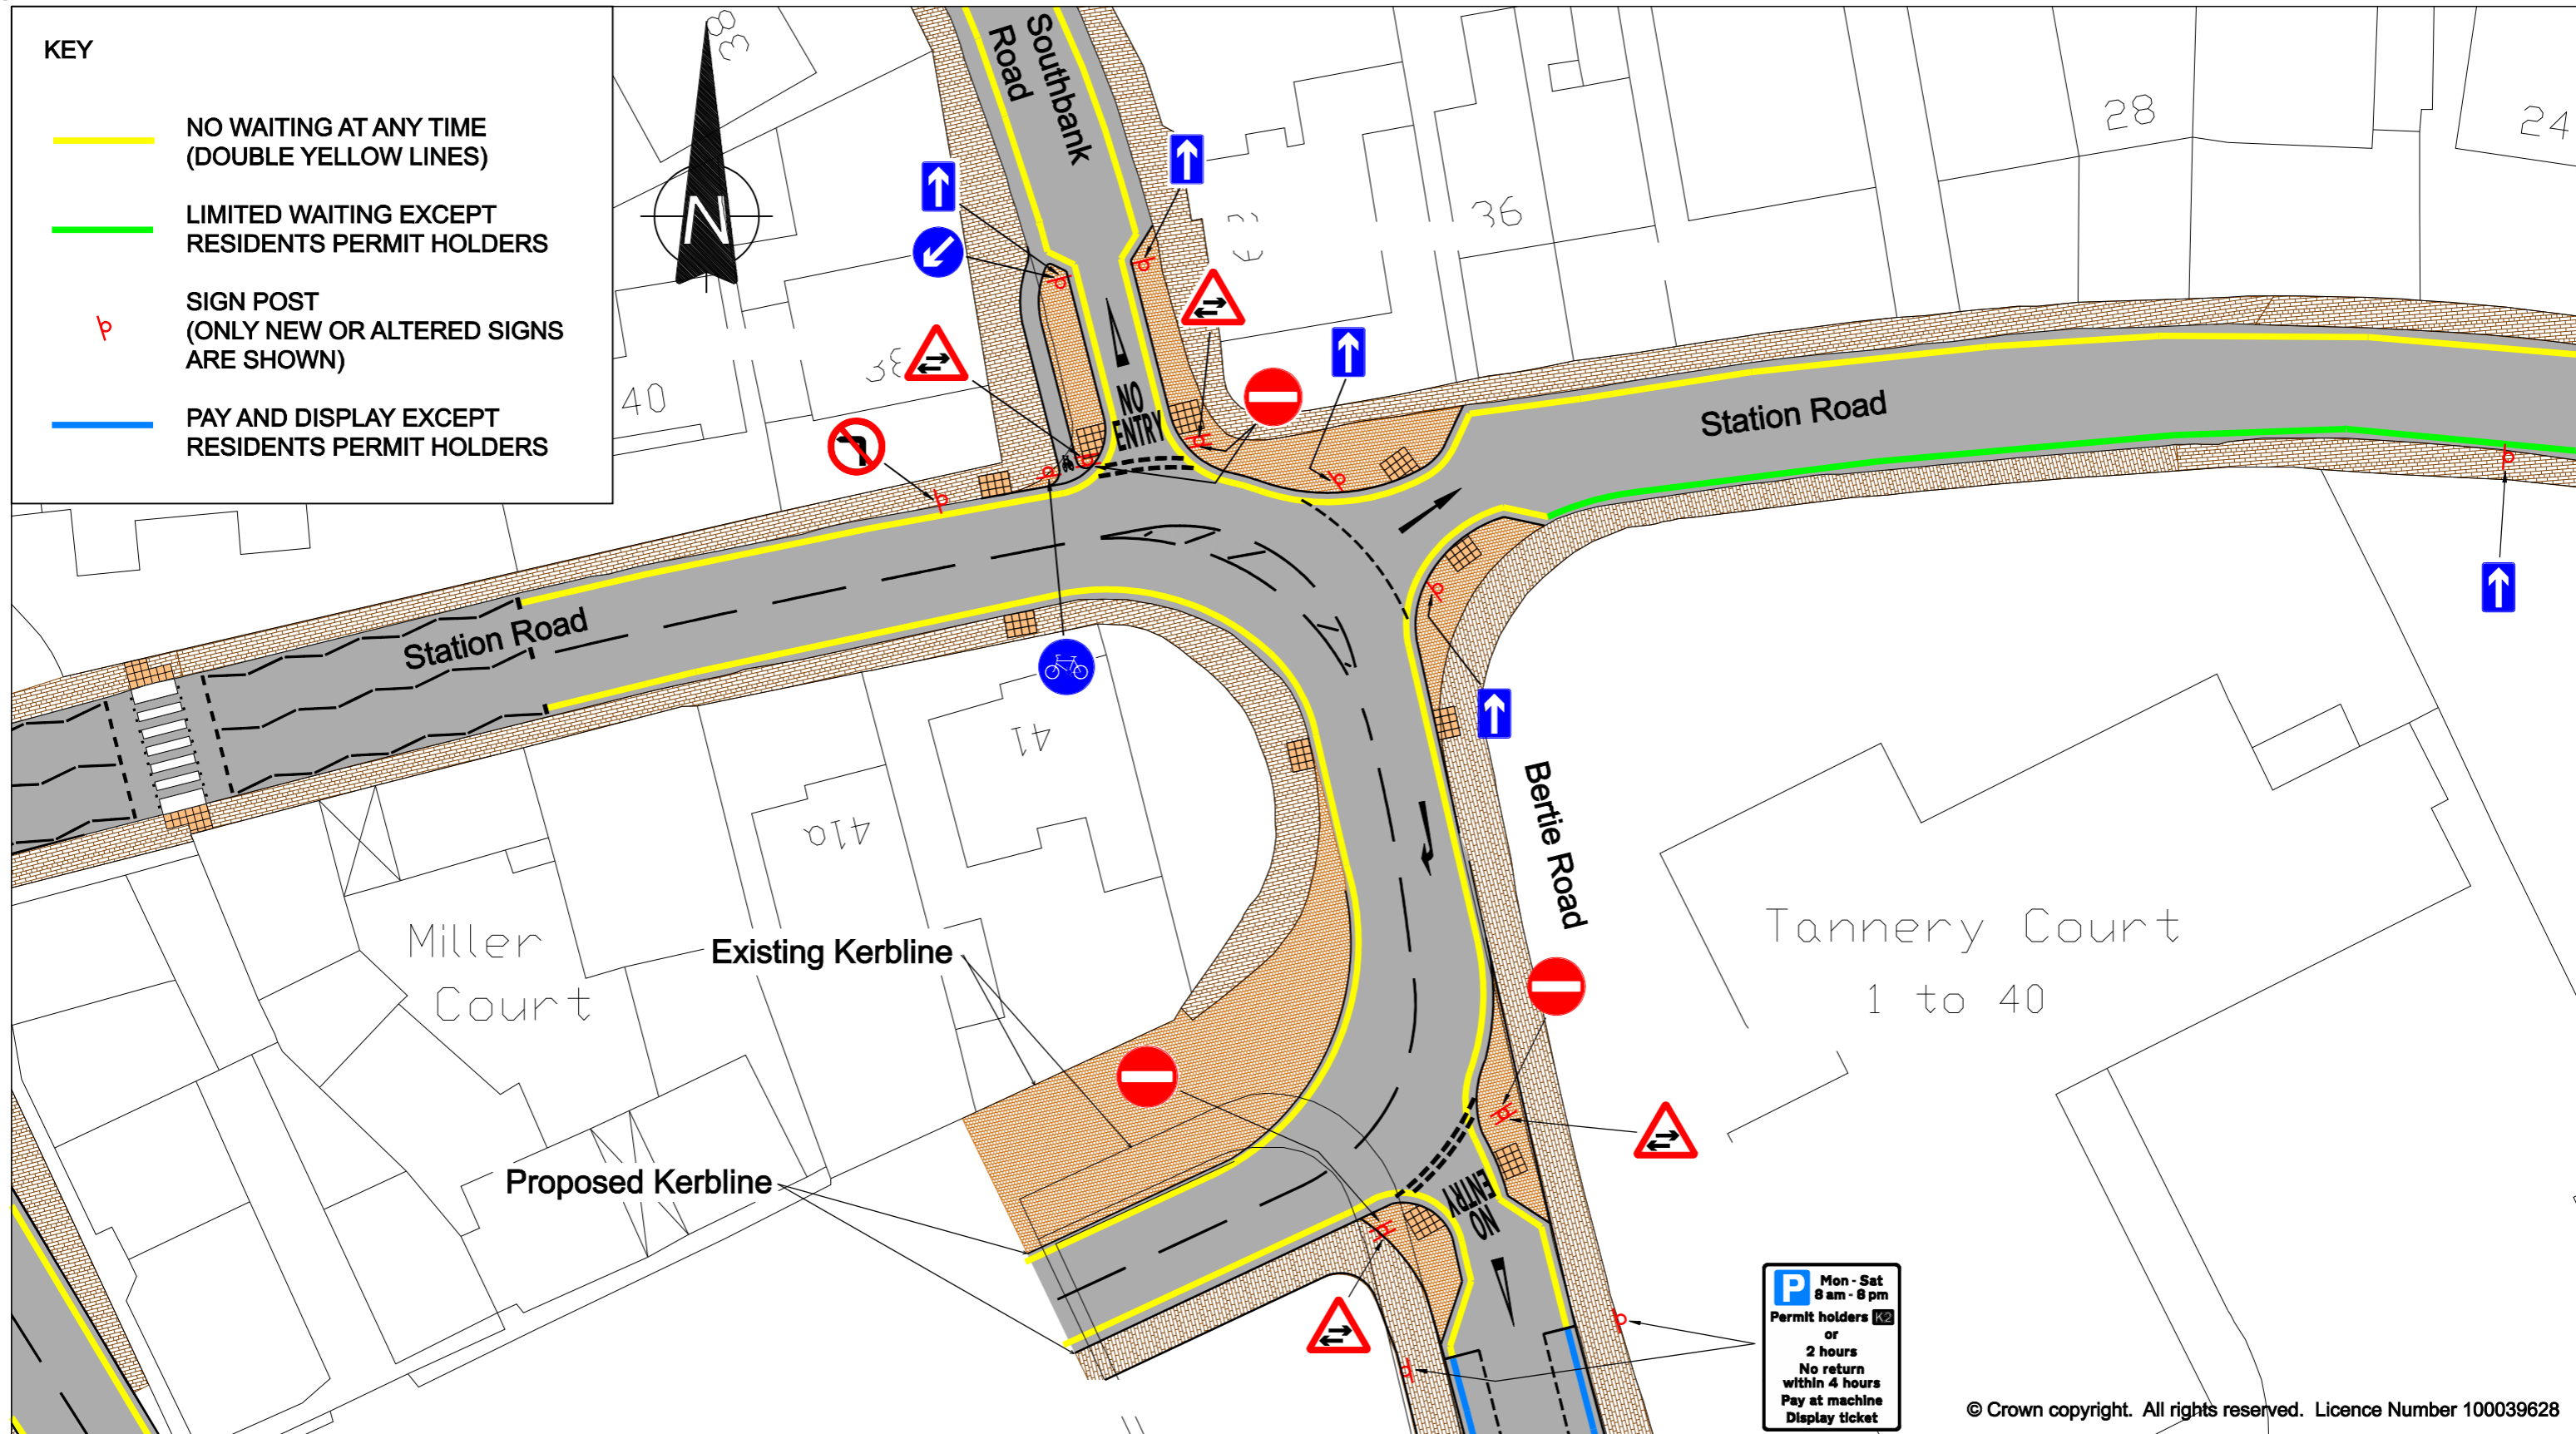 KEY
NO WAITING AT ANY TIME
(DOUBLE YELLOW LINES)
LIMITED WAITING EXCEPT
RESIDENTS PERMIT HOLDERS
SIGN POST
(ONLY NEW OR ALTERED SIGNS
ARE SHOWN)
PAY AND DISPLAY EXCEPT
RESIDENTS PERMIT HOLDERS
N
38
Southbank
Road
36
28
24
40
NO
ENTRY
Station Road
Station Road
41
41a
Bertie Road
Miller
Court
Existing Kerbline
Tannery Court
1 to 40
Proposed Kerbline
NO
ENTRY
P Mon - Sat
8 am - 8 pm
Permit holders K2
or
2 hours
No return
within 4 hours
Pay at machine
Display ticket
© Crown copyright. All rights reserved. Licence Number 100039628